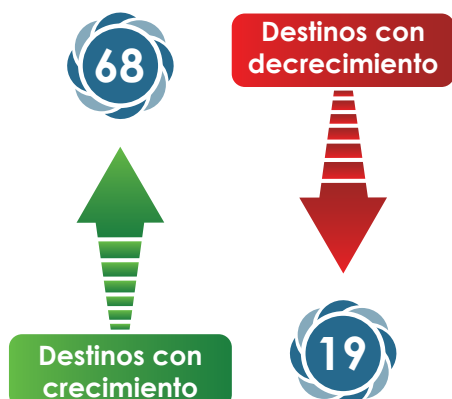 68
Destinos con
crecimiento
Destinos con
decrecimiento
19